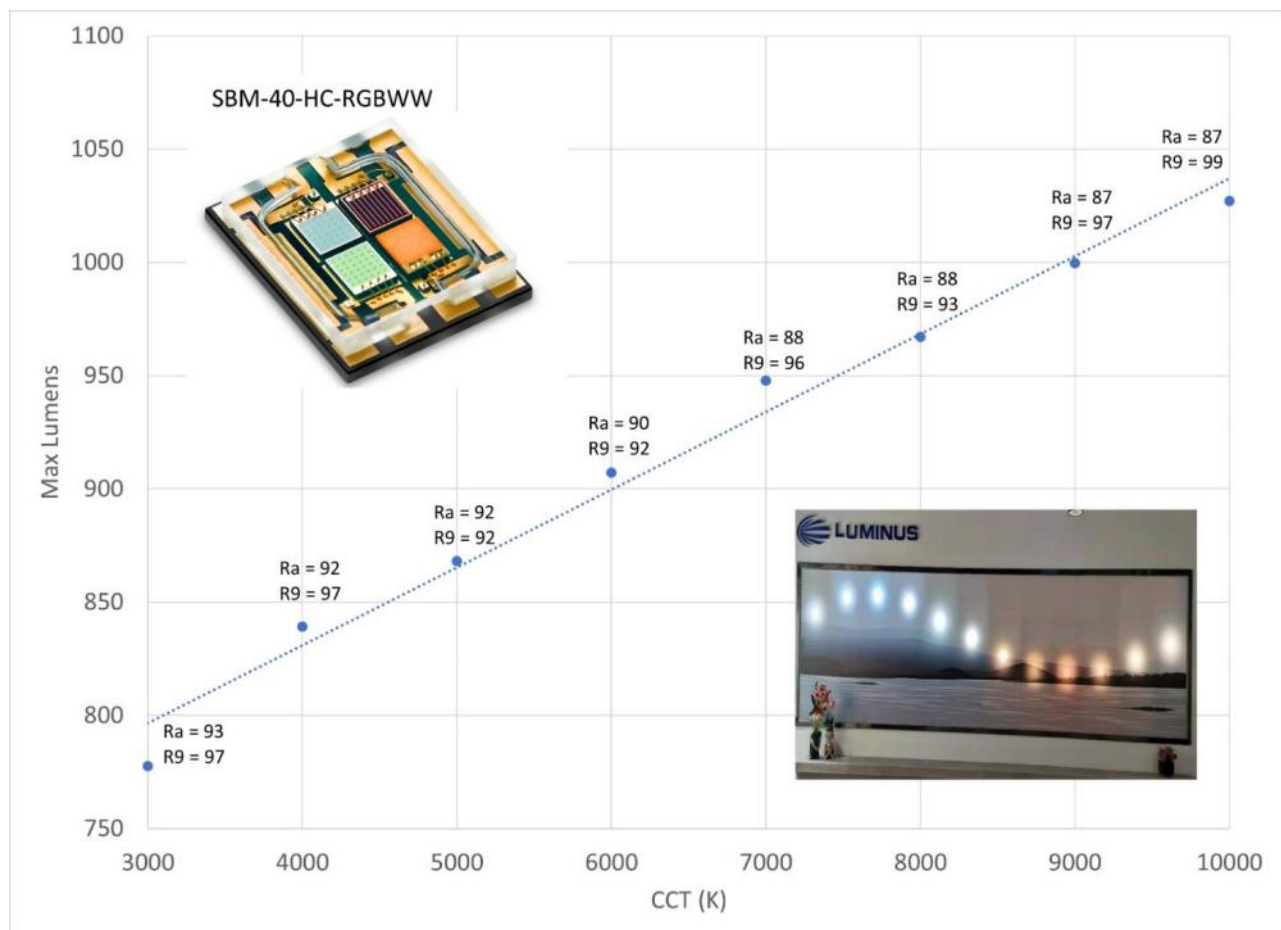 1100
1050
1000
950
900
850
800
750
Max Lumens
SBM-40-HC-RGBWW
Ra = 93
R9 = 97
Ra = 92
R9 = 97
Ra = 92
R9 = 92
Ra = 90
R9 = 92
Ra = 88
R9 = 96
Ra = 88
R9 = 93
Ra = 87
R9 = 97
Ra = 87
R9 = 99
LUMINUS
3000 4000 5000 6000 7000 8000 9000 10000
CCT (K)